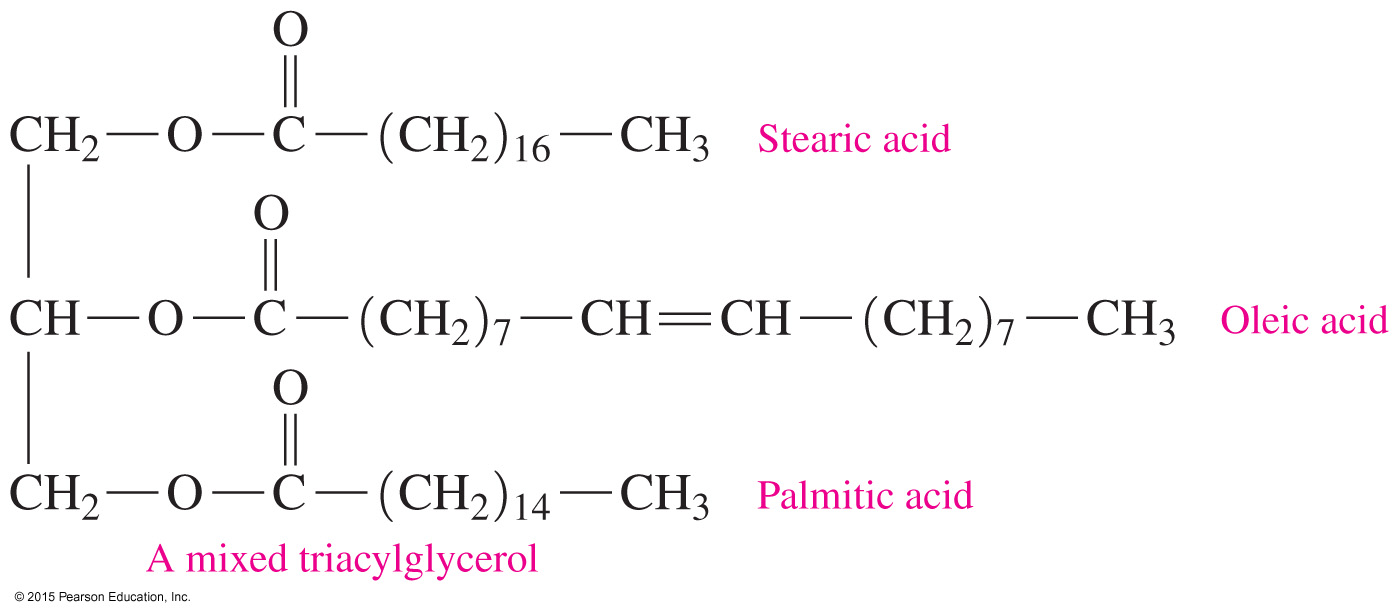 O
CH₂—O—C—(CH₂)₁₆—CH₃ Stearic acid
O
CH—O—C—(CH₂)₇—CH=CH—(CH₂)₇—CH₃ Oleic acid
O
CH₂—O—C—(CH₂)₁₄—CH₃ Palmitic acid
A mixed triacylglycerol
© 2015 Pearson Education, Inc.